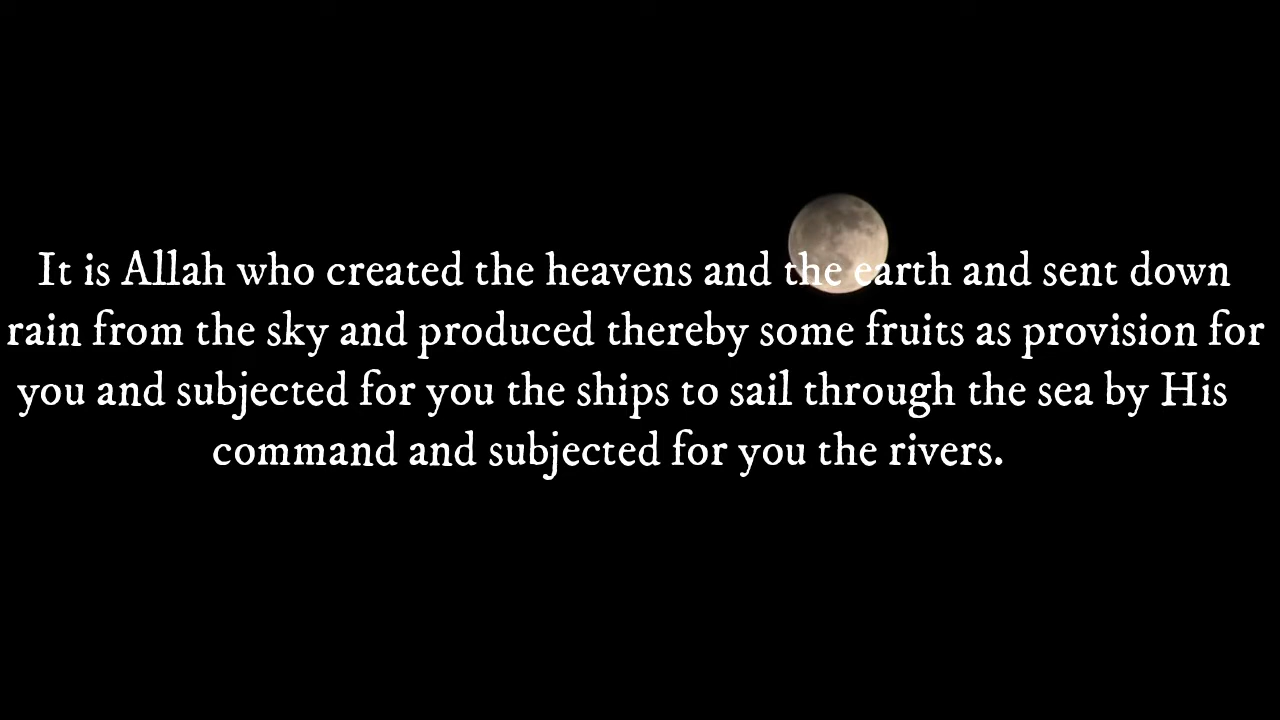 It is Allah who created the heavens and the earth and sent down
rain from the sky and produced thereby some fruits as provision for
you and subjected for you the ships to sail through the sea by His
command and subjected for you the rivers.